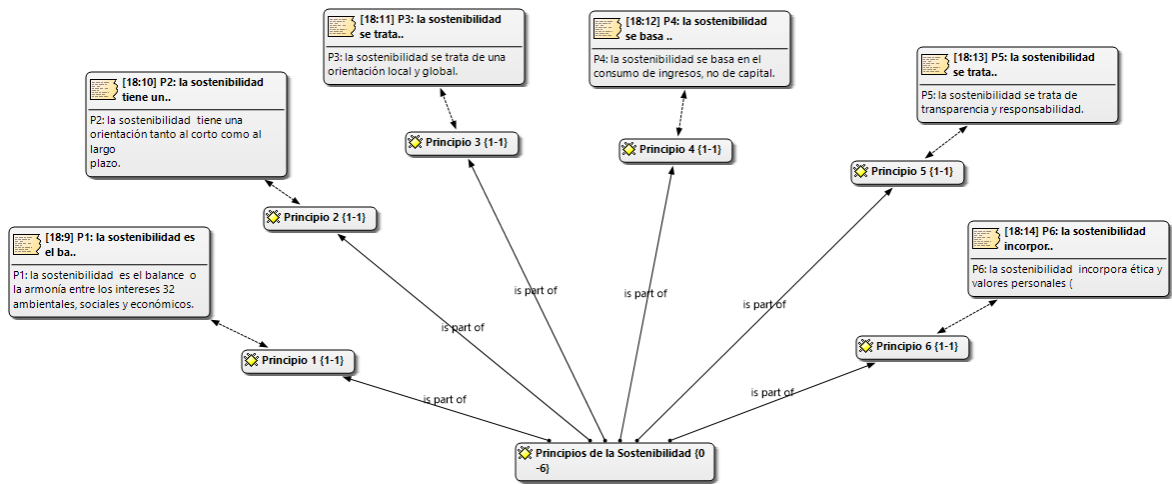 [18:11] P3: la sostenibilidad
se trata..
P3: la sostenibilidad se trata de una
orientación local y global.
[18:12] P4: la sostenibilidad
se basa ..
P4: la sostenibilidad se basa en el
consumo de ingresos, no de capital.
[18:13] P5: la sostenibilidad
se trata..
P5: la sostenibilidad se trata de
transparencia y responsabilidad.
[18:10] P2: la sostenibilidad
tiene un..
P2: la sostenibilidad tiene una
orientación tanto al corto como al
largo
plazo.
Principio 3 {1-1}
Principio 4 {1-1}
Principio 5 {1-1}
Principio 2 {1-1}
[18:9] P1: la sostenibilidad es
el ba..
P1: la sostenibilidad es el balance o
la armonía entre los intereses 32
ambientales, sociales y económicos.
[18:14] P6: la sostenibilidad
incorpor..
P6: la sostenibilidad incorpora ética y
valores personales (
is part of
is part of
is part of
is part of
Principio 1 {1-1}
Principio 6 {1-1}
is part of
is part of
Principios de la Sostenibilidad {0
-6}